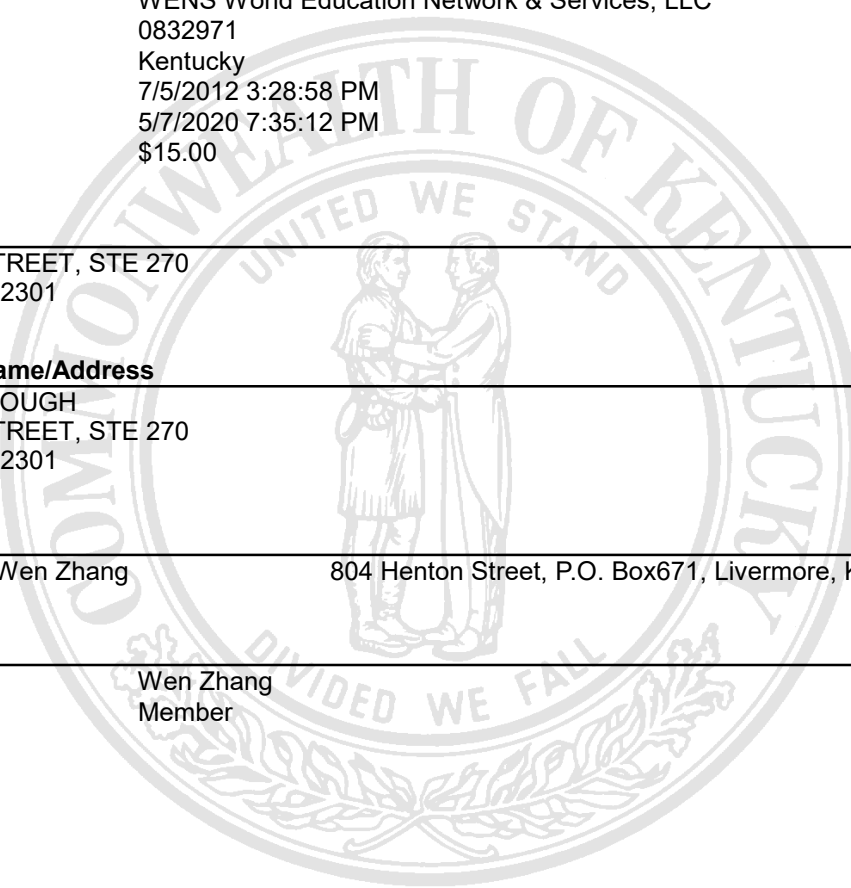 WENS World Education Network & Services, LLC
0832971
Kentucky
7/5/2012 3:28:58 PM
5/7/2020 7:35:12 PM
$15.00
TREET, STE 270
2301
ame/Address
OUGH
TREET, STE 270
2301
Wen Zhang 804 Henton Street, P.O. Box671, Livermore, K
Wen Zhang
Member
COMMONWEALTH OF KENTUCKY
UNITED WE STAND
DIVIDED WE FALL